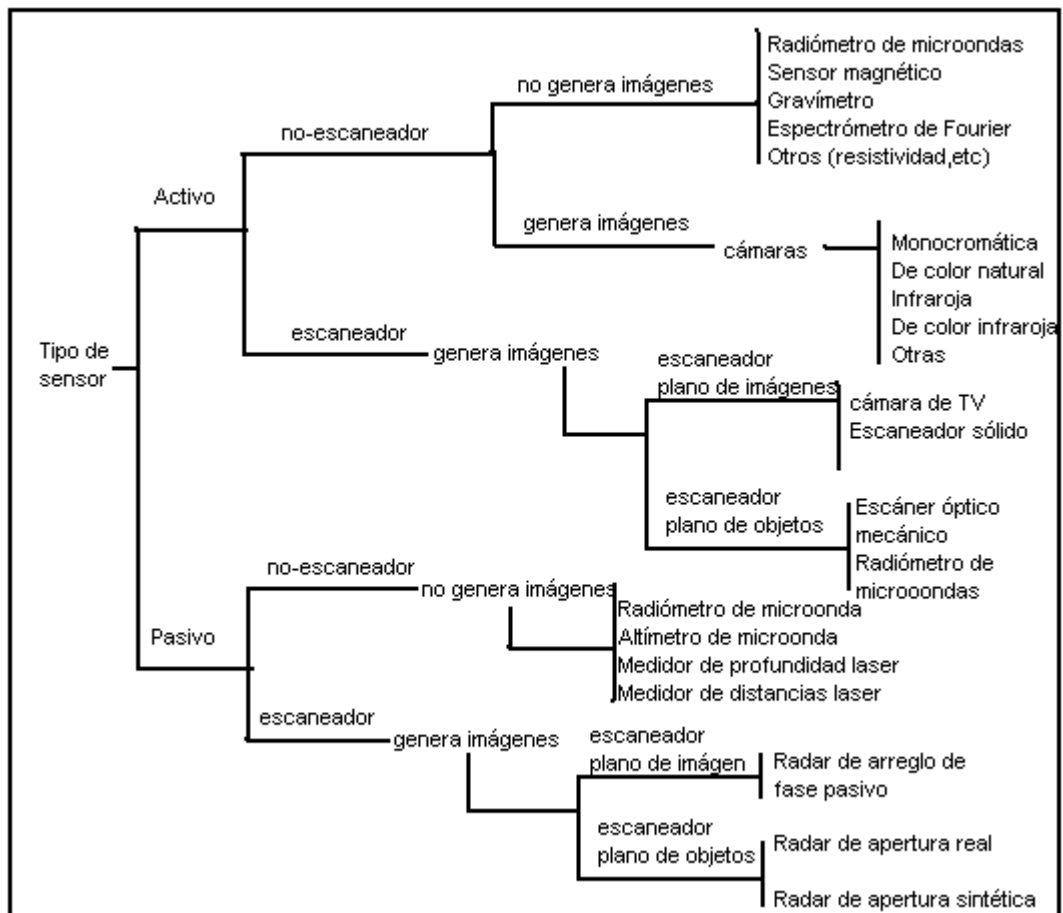 Tipo de
sensor
Activo
no-escaneador
no genera imágenes
Radiómetro de microondas
Sensor magnético
Gravímetro
Espectrómetro de Fourier
Otros (resistividad,etc)
genera imágenes
cámaras
Monocromática
De color natural
Infraroja
De color infraroja
Otras
escaneador
genera imágenes
escaneador
plano de imágenes
cámara de TV
Escaneador sólido
escaneador
plano de objetos
Escáner óptico
mecánico
Radiómetro de
microoondas
Pasivo
no-escaneador
no genera imágenes
Radiómetro de microonda
Altímetro de microonda
Medidor de profundidad laser
Medidor de distancias laser
escaneador
genera imágenes
escaneador
plano de imágen
Radar de arreglo de
fase pasivo
escaneador
plano de objetos
Radar de apertura real
Radar de apertura sintética